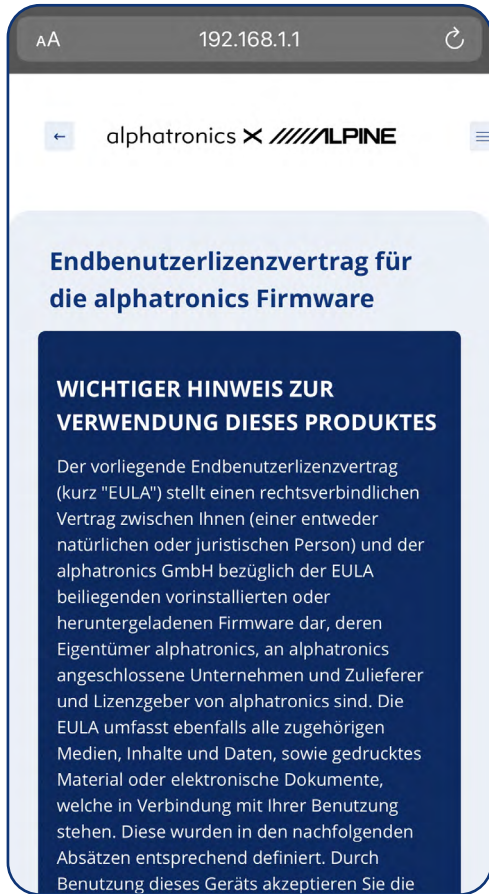 AA 192.168.1.1
alphatronics X ALPINE
Endbenutzerlizenzvertrag für
die alphatronics Firmware
WICHTIGER HINWEIS ZUR
VERWENDUNG DIESES PRODUKTES
Der vorliegende Endbenutzerlizenzvertrag
(kurz "EULA") stellt einen rechtsverbindlichen
Vertrag zwischen Ihnen (einer entweder
natürlichen oder juristischen Person) und der
alphatronics GmbH bezüglich der EULA
beiliegenden vorinstallierten oder
heruntergeladenen Firmware dar, deren
Eigentümer alphatronics, an alphatronics
angeschlossene Unternehmen und Zulieferer
und Lizenzgeber von alphatronics sind. Die
EULA umfasst ebenfalls alle zugehörigen
Medien, Inhalte und Daten, sowie gedrucktes
Material oder elektronische Dokumente,
welche in Verbindung mit Ihrer Benutzung
stehen. Diese wurden in den nachfolgenden
Absätzen entsprechend definiert. Durch
Benutzung dieses Geräts akzeptieren Sie die